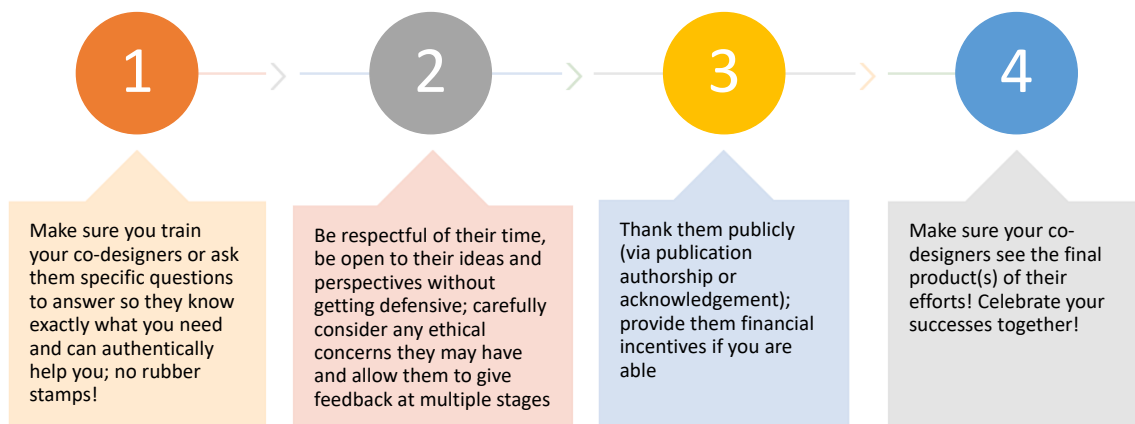 1
2
3
4
Make sure you train
your co-designers or ask
them specific questions
to answer so they know
exactly what you need
and can authentically
help you; no rubber
stamps!
Be respectful of their time,
be open to their ideas and
perspectives without
getting defensive; carefully
consider any ethical
concerns they may have
and allow them to give
feedback at multiple stages
Thank them publicly
(via publication
authorship or
acknowledgement);
provide them financial
incentives if you are
able
Make sure your co-
designers see the final
product(s) of their
efforts! Celebrate your
successes together!